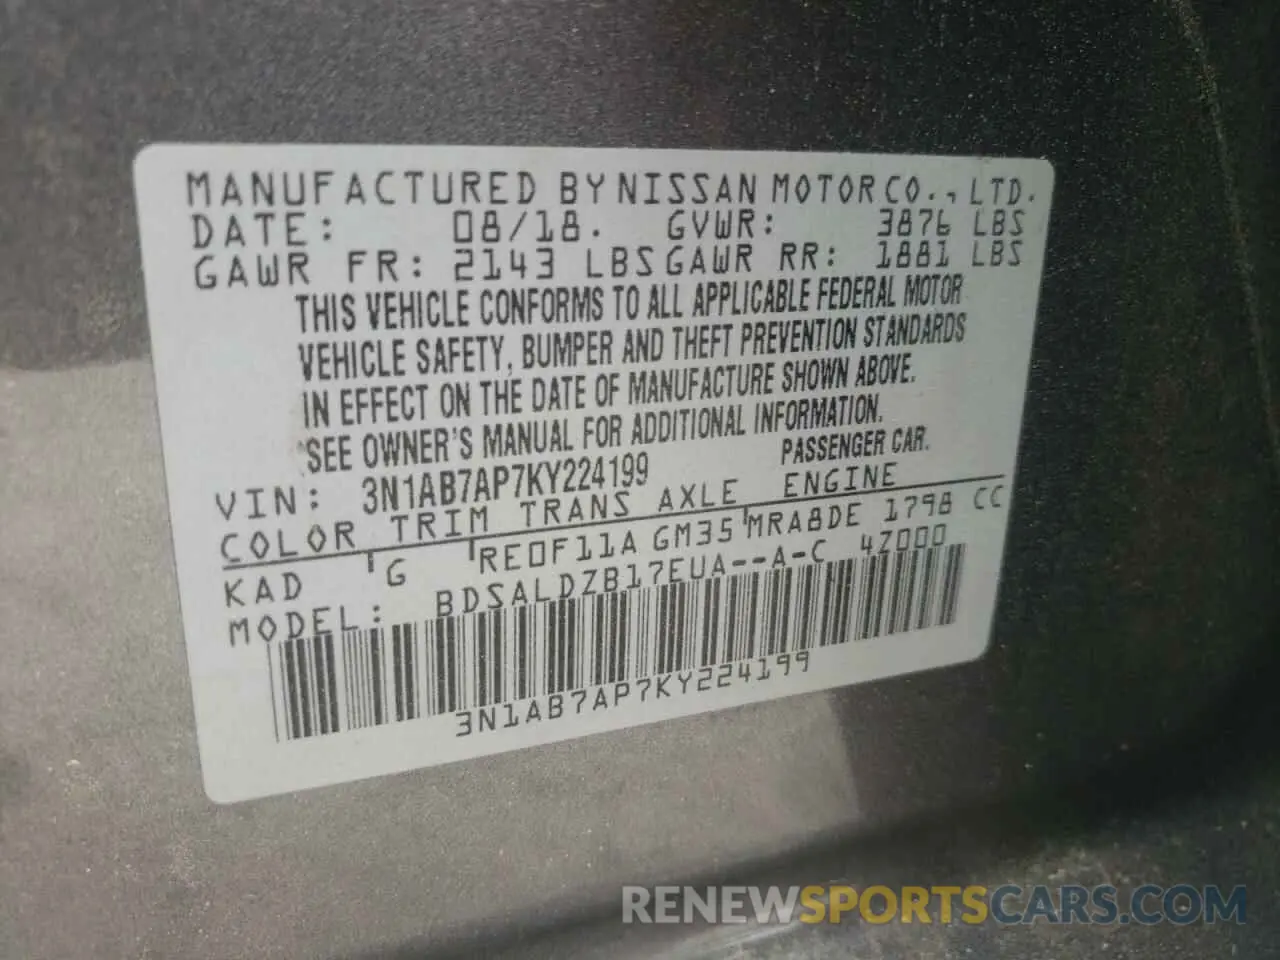 MANUFACTURED BY NISSAN MOTOR CO., LTD.
DATE: 08/18. GVWR: 3876 LBS
GAWR FR: 2143 LBS GAWR RR: 1881 LBS
THIS VEHICLE CONFORMS TO ALL APPLICABLE FEDERAL MOTOR
VEHICLE SAFETY, BUMPER AND THEFT PREVENTION STANDARDS
IN EFFECT ON THE DATE OF MANUFACTURE SHOWN ABOVE.
SEE OWNER'S MANUAL FOR ADDITIONAL INFORMATION.
VIN: 3N1AB7AP7KY224199 PASSENGER CAR.
COLOR TRIM TRANS AXLE ENGINE
KAD G RE0F11A GM35 MRA8DE 1798 CC
MODEL: BDSALDZB17EUA--A-C 4Z000
3N1AB7AP7KY224199
RENEWSPORTSCARS.COM